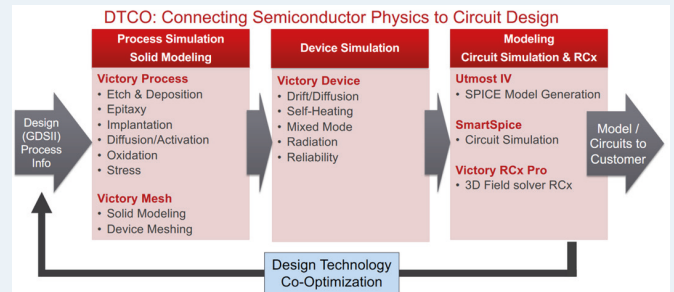 DTCO: Connecting Semiconductor Physics to Circuit Design
Design
(GDSII)
Process
Info
Process Simulation
Solid Modeling
Victory Process
• Etch & Deposition
• Epitaxy
• Implantation
• Diffusion/Activation
• Oxidation
• Stress
Victory Mesh
• Solid Modeling
• Device Meshing
Device Simulation
Victory Device
• Drift/Diffusion
• Self-Heating
• Mixed Mode
• Radiation
• Reliability
Modeling
Circuit Simulation & RCx
Utmost IV
• SPICE Model Generation
SmartSpice
• Circuit Simulation
Victory RCx Pro
• 3D Field solver RCx
Model /
Circuits to
Customer
Design Technology
Co-Optimization